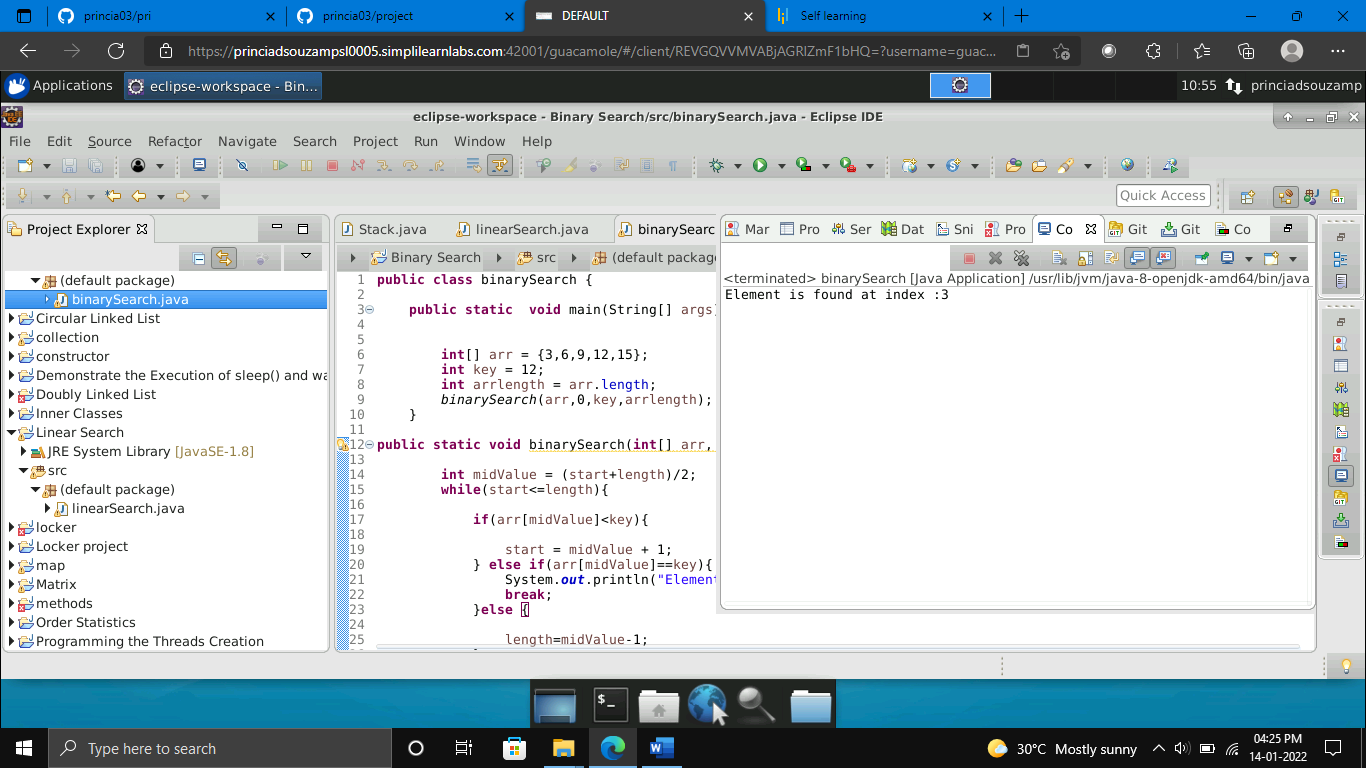 princia03/pri
princia03/project
DEFAULT
Self learning
https://princiadsouzampsl0005.simplilearnlabs.com:42001/guacamole/#/client/REVGQVVMVABjAGRlZmF1bHQ=?username=guac...
Applications
eclipse-workspace - Bin...
10:55
princiadsouzamp
eclipse-workspace - Binary Search/src/binarySearch.java - Eclipse IDE
File Edit Source Refactor Navigate Search Project Run Window Help
Quick Access
Project Explorer
(default package)
binarySearch.java
Circular Linked List
collection
constructor
Demonstrate the Execution of sleep() and wa
Doubly Linked List
Inner Classes
Linear Search
JRE System Library [JavaSE-1.8]
src
(default package)
linearSearch.java
locker
Locker project
map
Matrix
methods
Order Statistics
Programming the Threads Creation
Stack.java linearSearch.java binarySearc
Binary Search src (default package
1 public class binarySearch {
2
3 public static  void main(String[] args)
4
5
6 int[] arr = {3,6,9,12,15};
7 int key = 12;
8 int arrlength = arr.length;
9 binarySearch(arr,0,key,arrlength);
10 }
11
12 public static void binarySearch(int[] arr,
13
14 int midValue = (start+length)/2;
15 while(start<=length){
16
17 if(arr[midValue]<key){
18
19 start = midValue + 1;
20 } else if(arr[midValue]==key){
21 System.out.println("Element
22 break;
23 }else {
24
25 length=midValue-1;
Mar Pro Ser Dat Sni Pro Co Git Git Co
<terminated> binarySearch [Java Application] /usr/lib/jvm/java-8-openjdk-amd64/bin/java
Element is found at index :3
Type here to search
30°C Mostly sunny
04:25 PM
14-01-2022